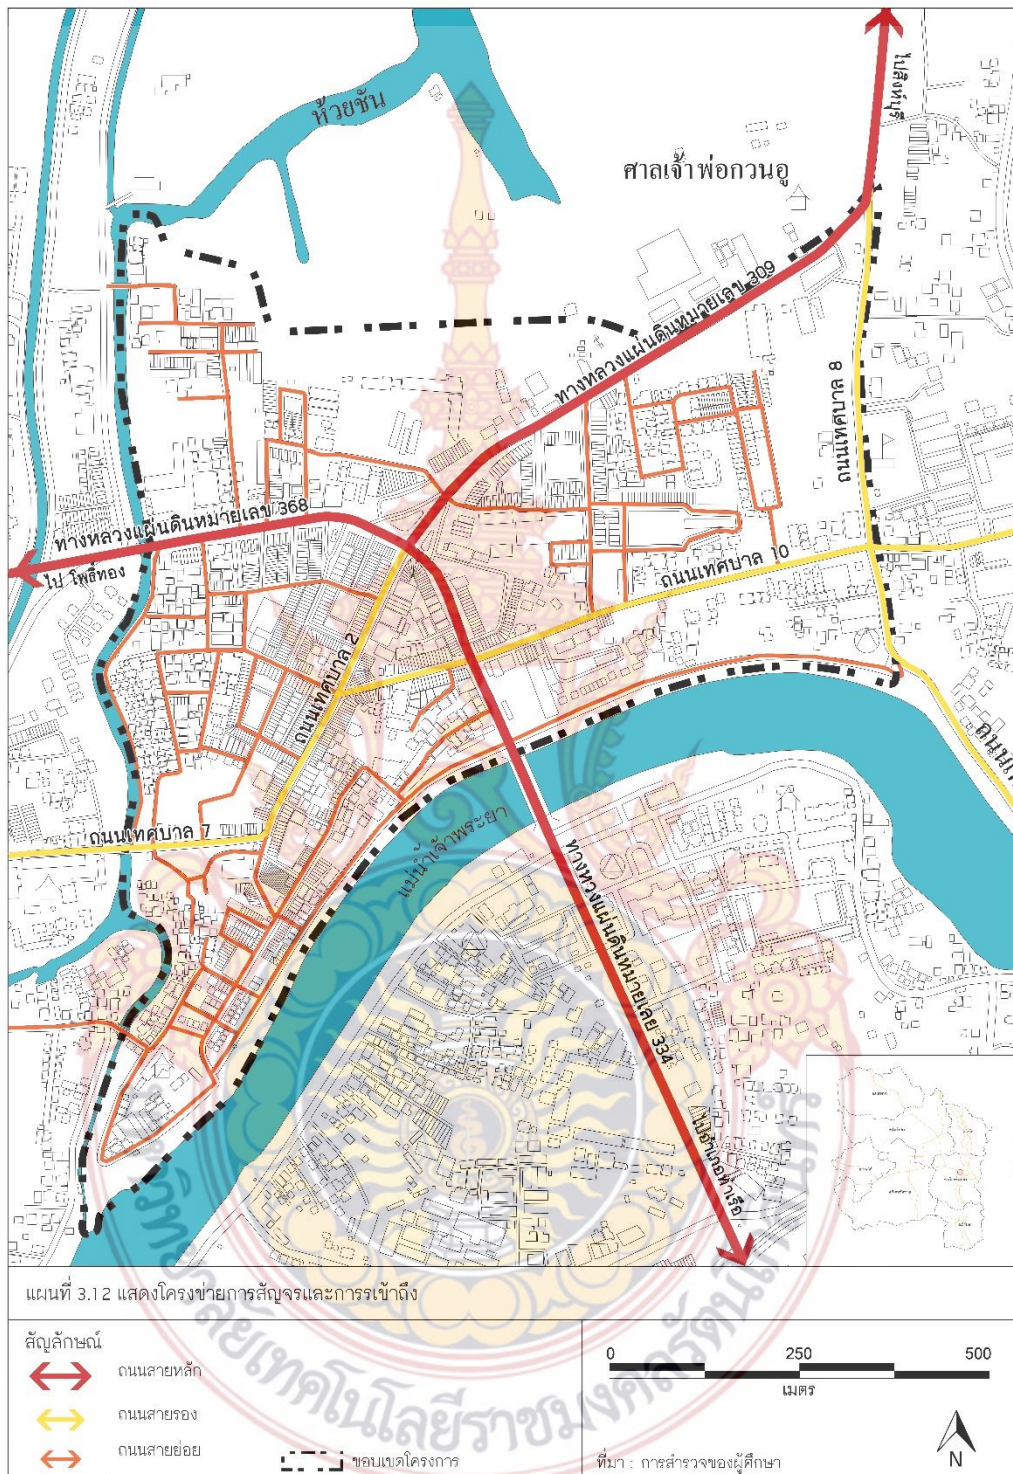 ห้วยชัน
ไปสิงห์บุรี
ศาลเจ้าพ่อกวนอู
ทางหลวงแผ่นดินหมายเลข 309
ถนนเทศบาล 8
ทางหลวงแผ่นดินหมายเลข 368
ไป โพธิ์ทอง
ถนนเทศบาล 10
ถนนเทศบาล 2
ถนนเ
ถนนเทศบาล 7
แม่น้ำเจ้าพระยา
ทางหวงแผ่นดินหมายเลย 334
ไปอำเภอท่าเรือ
แผนที่ 3.12 แสดงโครงข่ายการสัญจรและการรเข้าถึง
สัญลักษณ์
ถนนสายหลัก
ถนนสายรอง
ถนนสายย่อย
ขอบเขตโครงการ
0 250 500
เมตร
ที่มา : การสำรวจของผู้ศึกษา
N